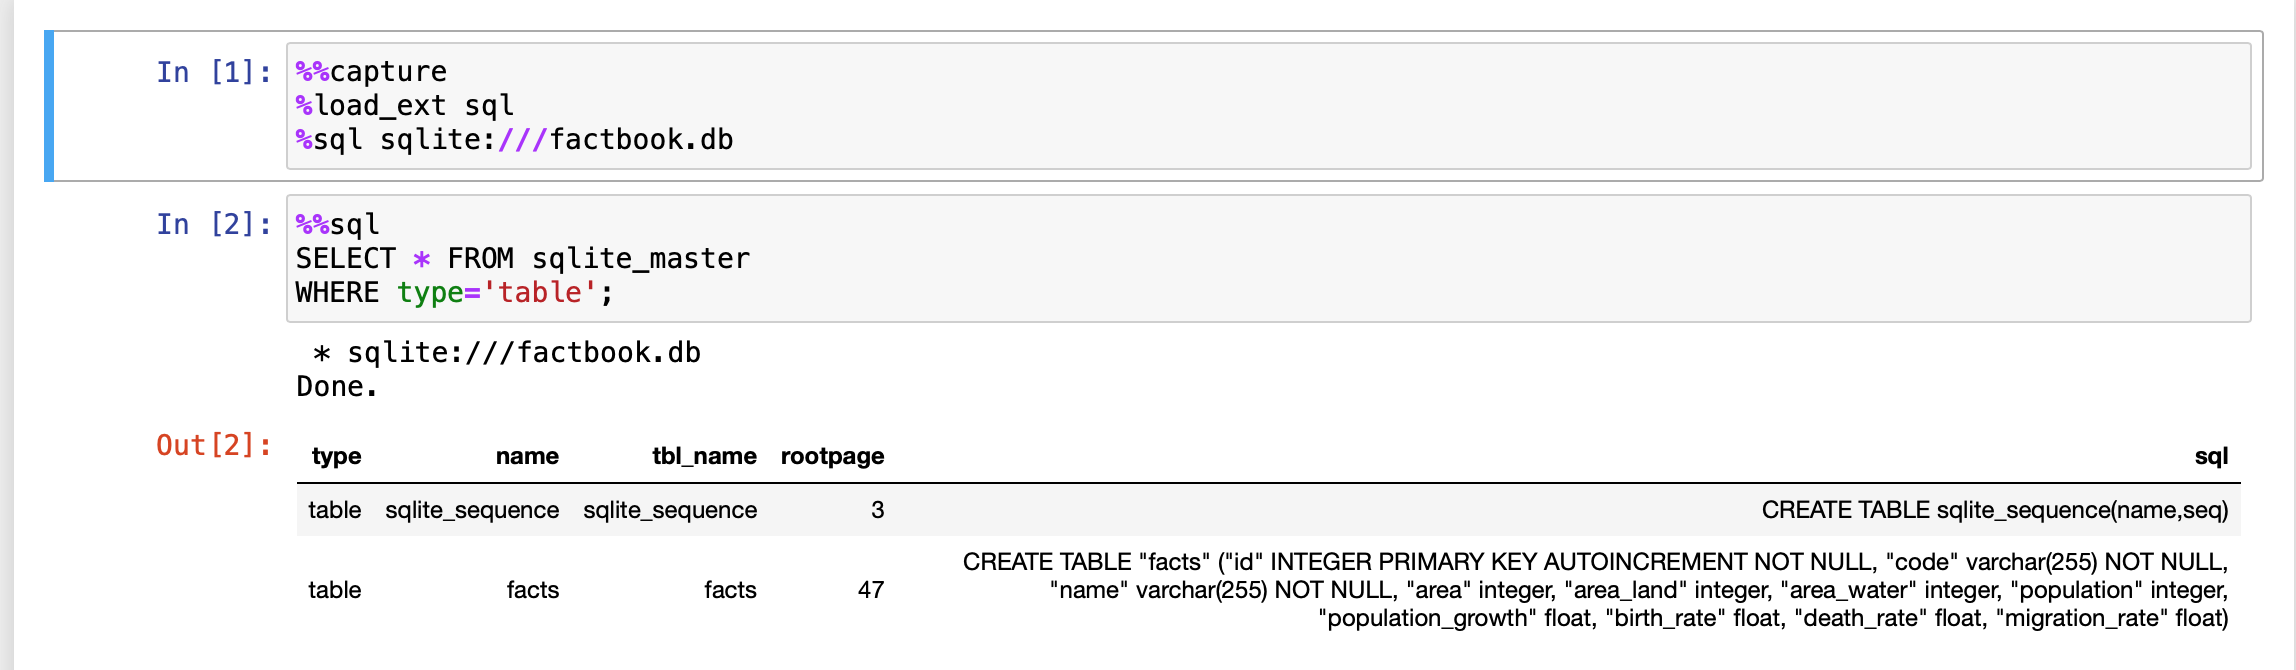 In [1]:
%%capture
%load_ext sql
%sql sqlite:///factbook.db
In [2]:
%%sql
SELECT * FROM sqlite_master
WHERE type='table';
* sqlite:///factbook.db
Done.
Out[2]:
type name tbl_name rootpage sql
table sqlite_sequence sqlite_sequence 3 CREATE TABLE sqlite_sequence(name,seq)
table facts facts 47 CREATE TABLE "facts" ("id" INTEGER PRIMARY KEY AUTOINCREMENT NOT NULL, "code" varchar(255) NOT NULL,
"name" varchar(255) NOT NULL, "area" integer, "area_land" integer, "area_water" integer, "population" integer,
"population_growth" float, "birth_rate" float, "death_rate" float, "migration_rate" float)